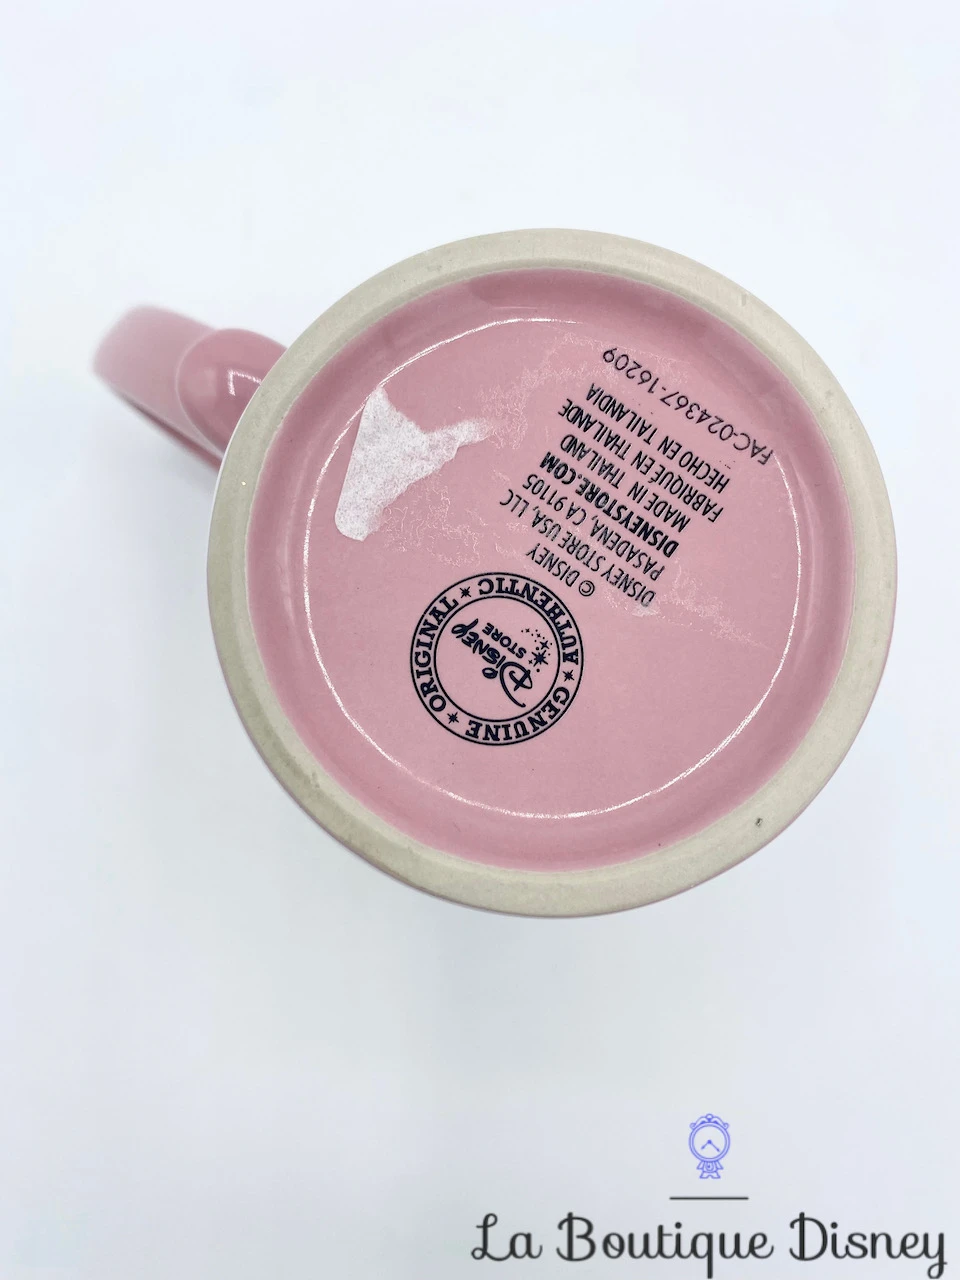 GENUINE ORIGINAL AUTHENTIC
Disney
STORE
© DISNEY
DISNEY STORE USA, LLC
PASADENA, CA 91105
DISNEYSTORE.COM
MADE IN THAILAND
FABRIQUÉ EN THAILANDE
HECHO EN TAILANDIA
FAC-024367-16209
La Boutique Disney